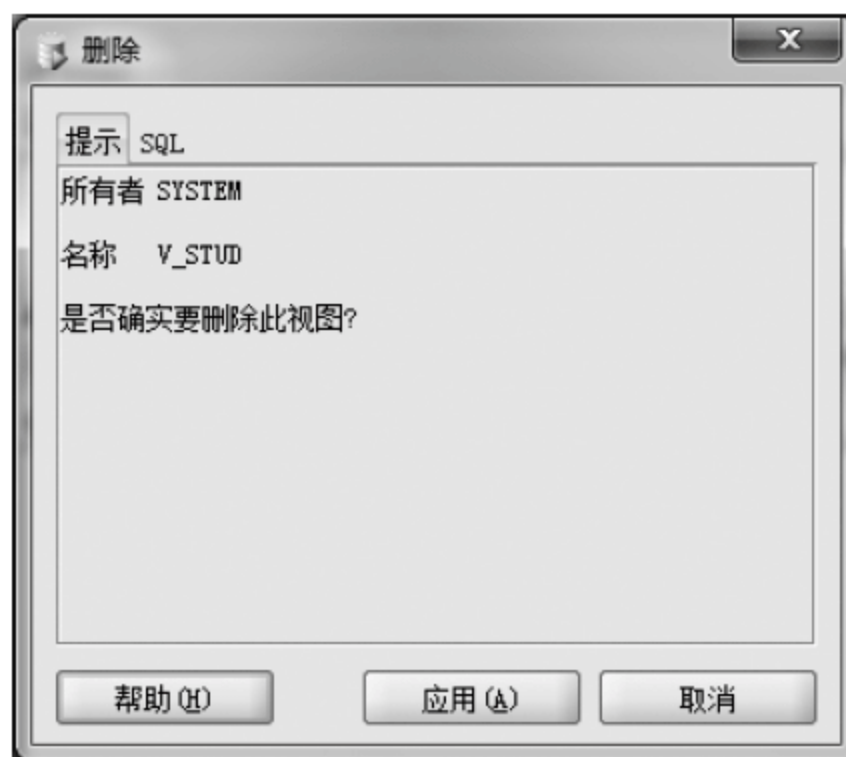 删除
提示 SQL
所有者 SYSTEM
名称 V_STUD
是否确实要删除此视图?
帮助(H) 应用(A) 取消